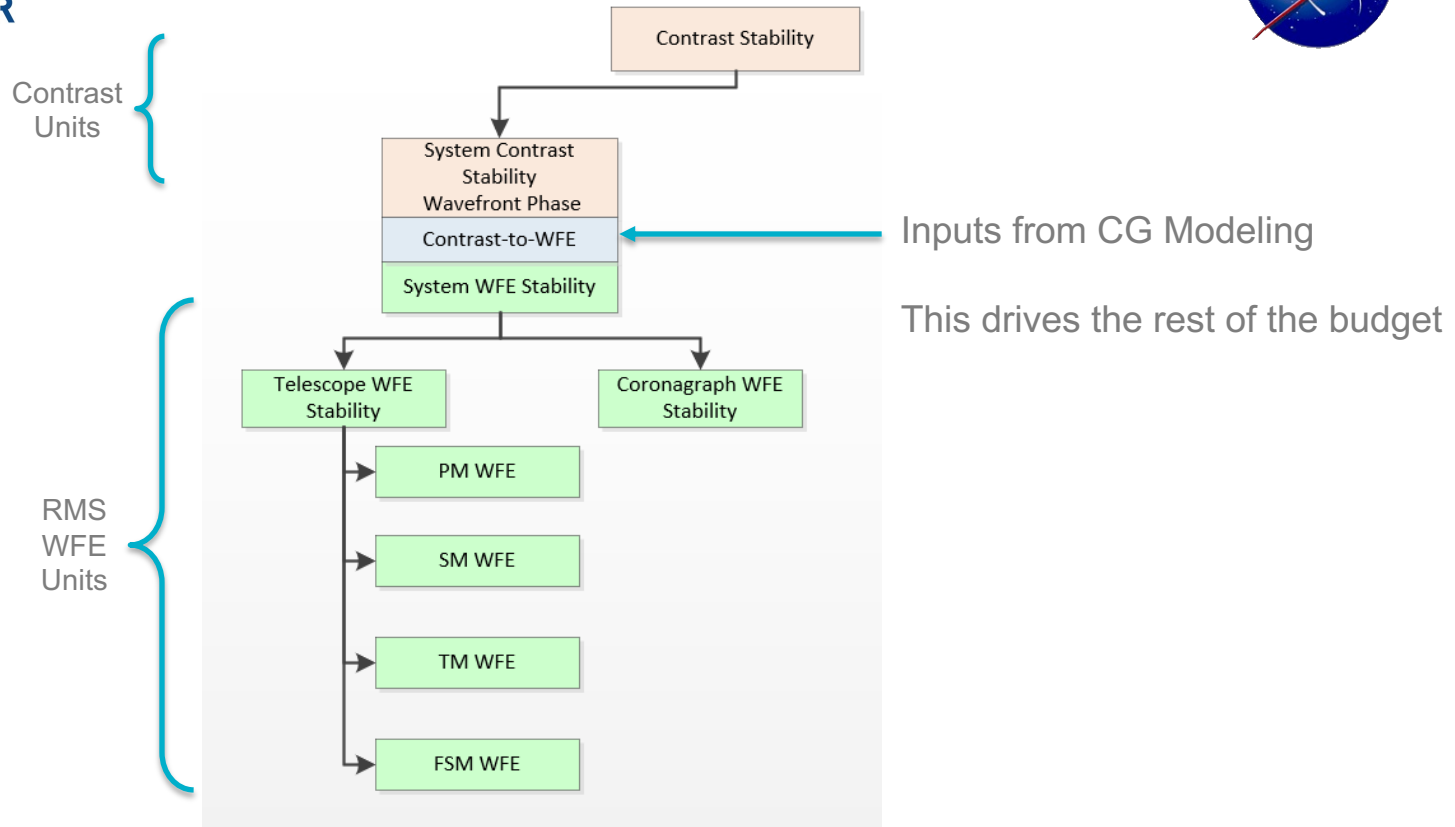 R
Contrast Stability
Contrast
Units
System Contrast
Stability
Wavefront Phase
Contrast-to-WFE
System WFE Stability
Inputs from CG Modeling
This drives the rest of the budget
Telescope WFE
Stability
Coronagraph WFE
Stability
RMS
WFE
Units
PM WFE
SM WFE
TM WFE
FSM WFE